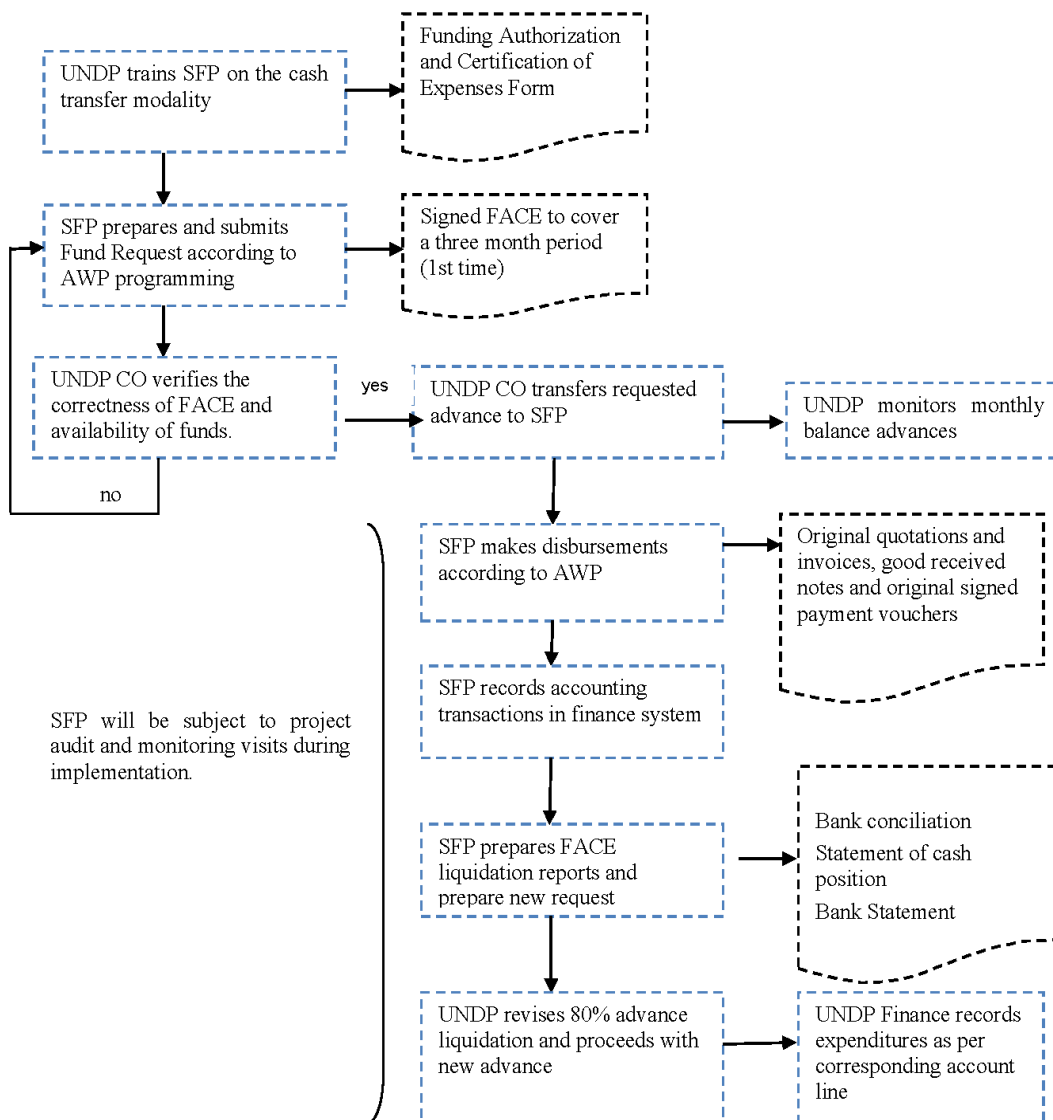 UNDP trains SFP on the cash
transfer modality
Funding Authorization
and Certification of
Expenses Form
SFP prepares and submits
Fund Request according to
AWP programming
Signed FACE to cover
a three month period
(1st time)
UNDP CO verifies the
correctness of FACE and
availability of funds.
yes
UNDP CO transfers requested
advance to SFP
UNDP monitors monthly
balance advances
no
SFP makes disbursements
according to AWP
Original quotations and
invoices, good received
notes and original signed
payment vouchers
SFP records accounting
transactions in finance system
SFP will be subject to project
audit and monitoring visits during
implementation.
SFP prepares FACE
liquidation reports and
prepare new request
Bank conciliation
Statement of cash
position
Bank Statement
UNDP revises 80% advance
liquidation and proceeds with
new advance
UNDP Finance records
expenditures as per
corresponding account
line